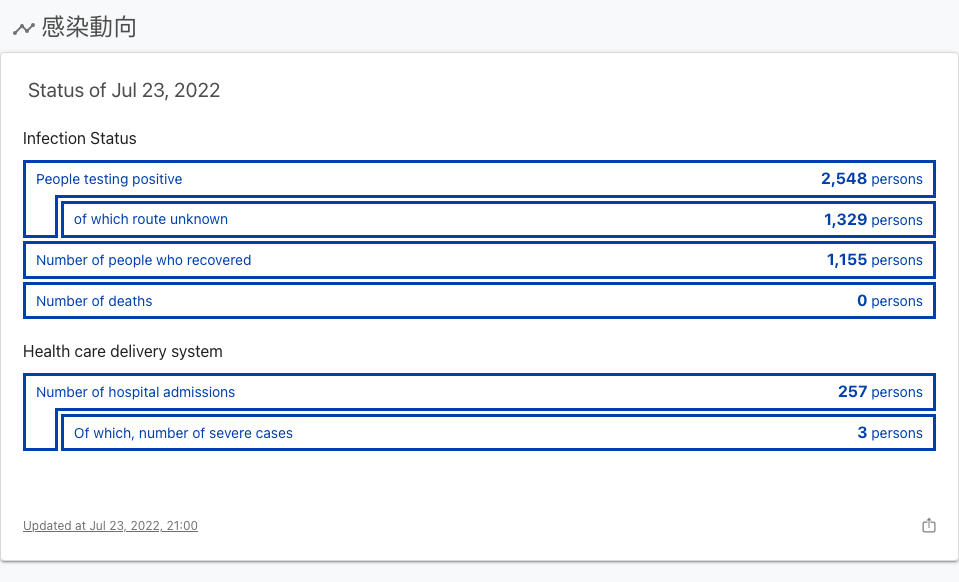 感染動向
Status of Jul 23, 2022
Infection Status
People testing positive 2,548 persons
of which route unknown 1,329 persons
Number of people who recovered 1,155 persons
Number of deaths 0 persons
Health care delivery system
Number of hospital admissions 257 persons
Of which, number of severe cases 3 persons
Updated at Jul 23, 2022, 21:00